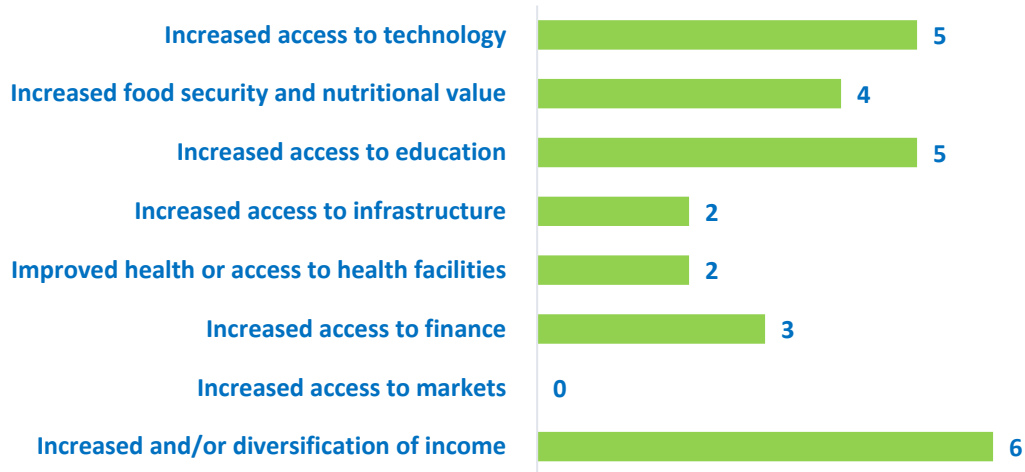 Increased access to technology 5
Increased food security and nutritional value 4
Increased access to education 5
Increased access to infrastructure 2
Improved health or access to health facilities 2
Increased access to finance 3
Increased access to markets 0
Increased and/or diversification of income 6